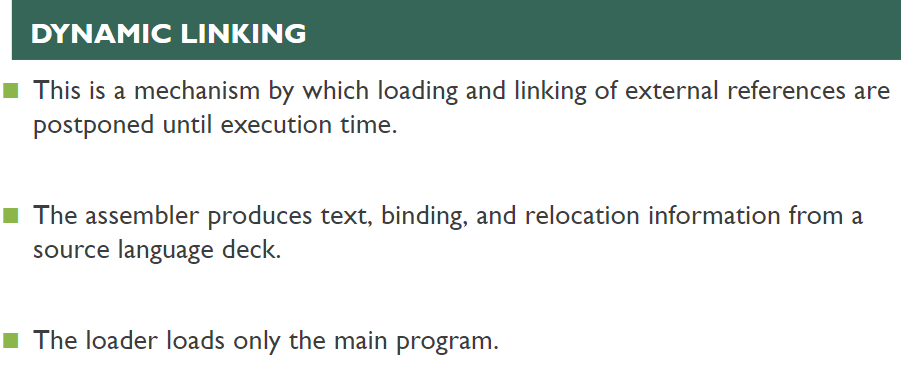 DYNAMIC LINKING
This is a mechanism by which loading and linking of external references are
postponed until execution time.
The assembler produces text, binding, and relocation information from a
source language deck.
The loader loads only the main program.